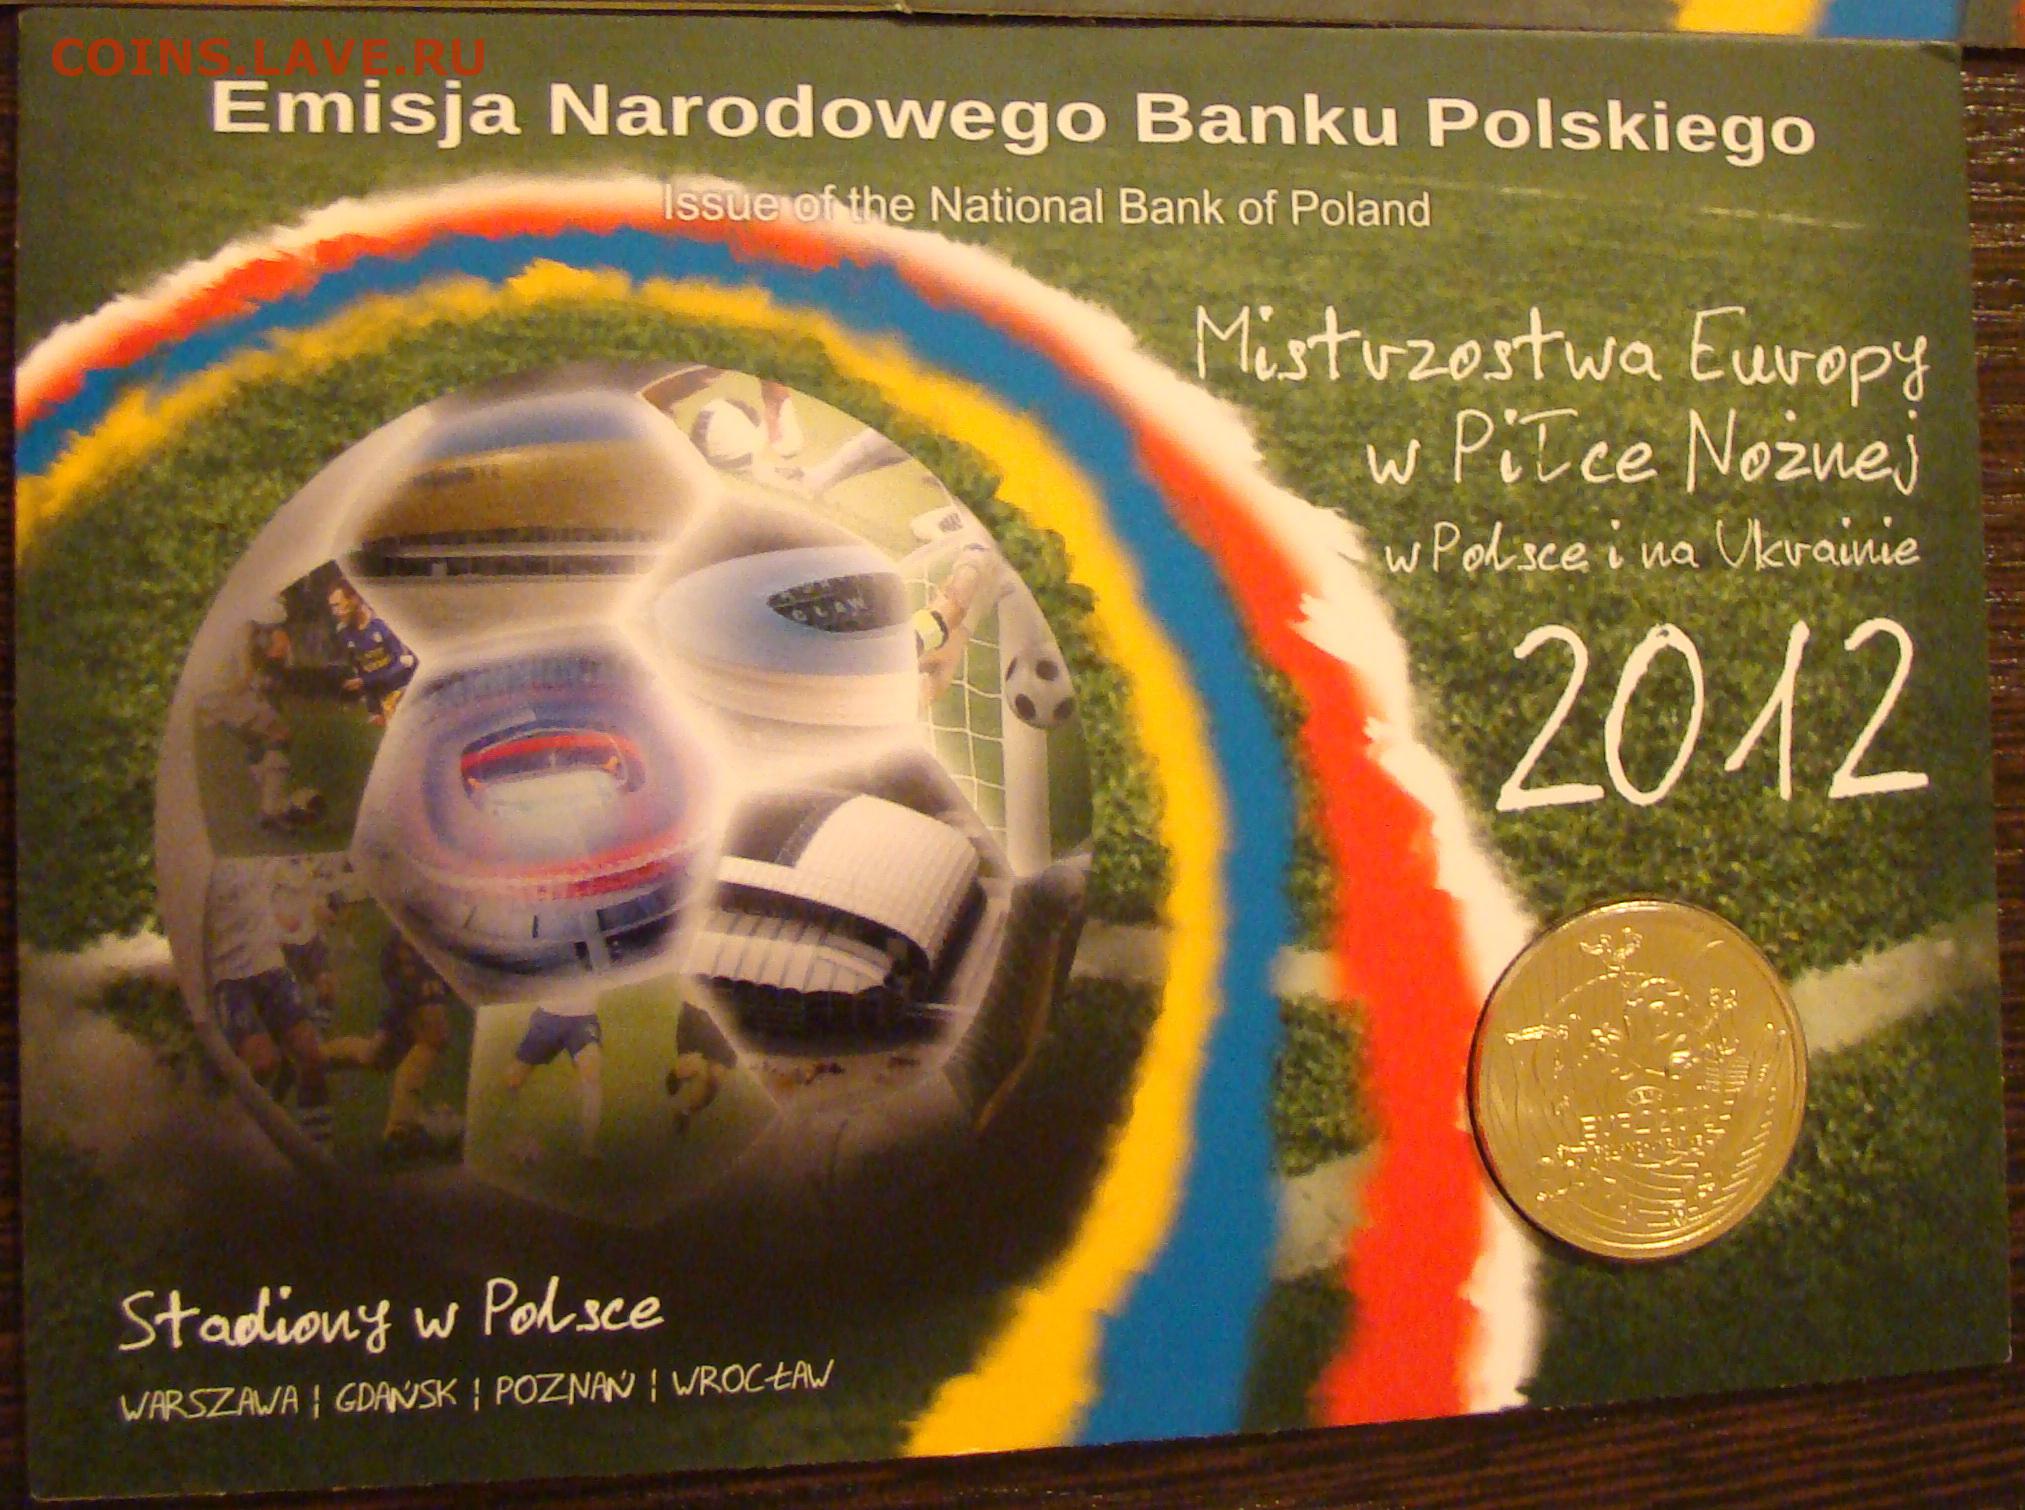 COINS.LAVE.RU
Emisja Narodowego Banku Polskiego
Issue of the National Bank of Poland
Mistrzostwa Europy
w Piłce Nożnej
w Polsce i na Ukrainie
2012
Stadiony w Polsce
WARSZAWA ¦ GDAŃSK ¦ POZNAŃ ¦ WROCŁAW